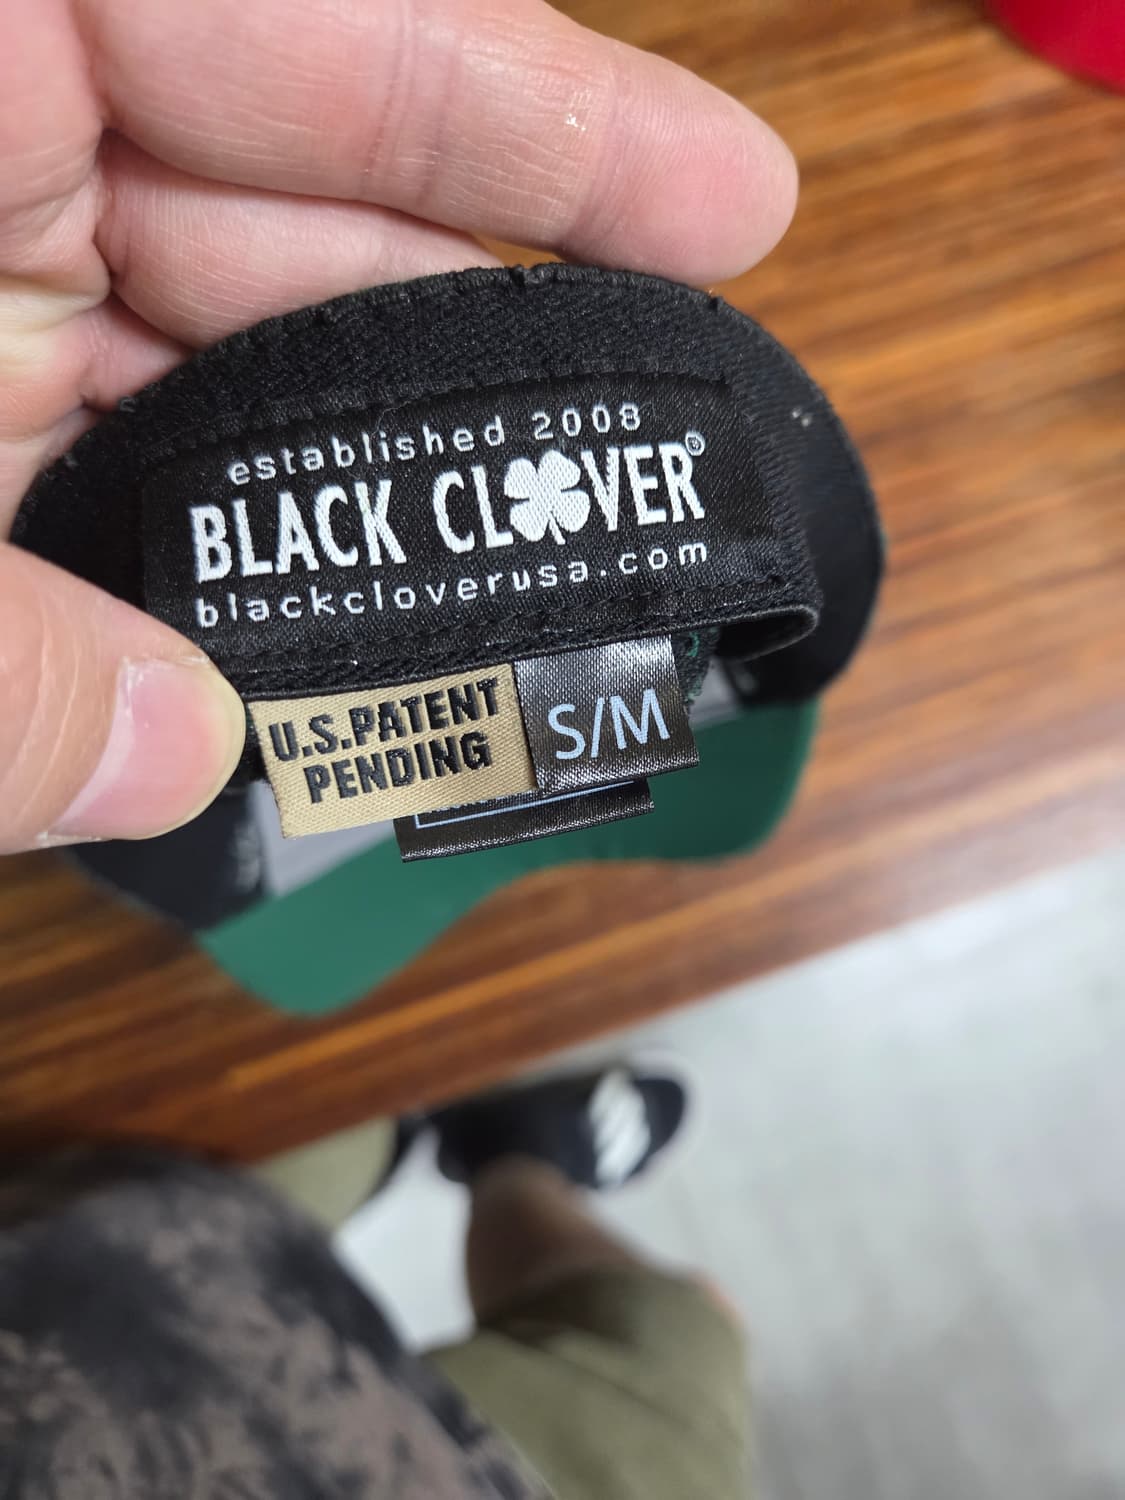 established 2008
BLACK CLOVER®
blackcloverusa.com
U.S.PATENT
PENDING
S/M